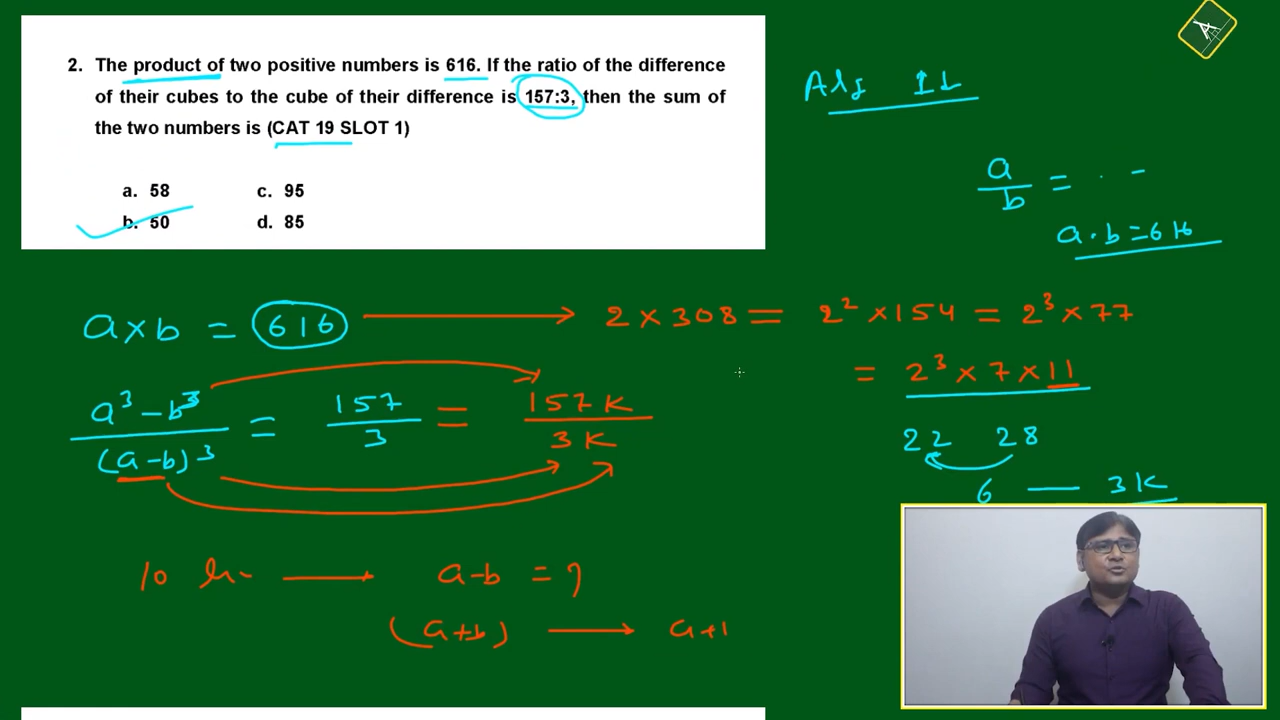 2. The product of two positive numbers is 616. If the ratio of the difference
of their cubes to the cube of their difference is 157:3, then the sum of
the two numbers is (CAT 19 SLOT 1)
a. 58 c. 95
b. 50 d. 85
A
Alg 11
a/b = . -
a . b = 616
a x b = 616 → 2 x 308 = 2² x 154 = 2³ x 77
= 2³ x 7 x 11
a³ - b³ / (a-b)³ = 157/3 = 157K/3K
22 28
6 — 3K
a-b = ?
(a+b) → a+1